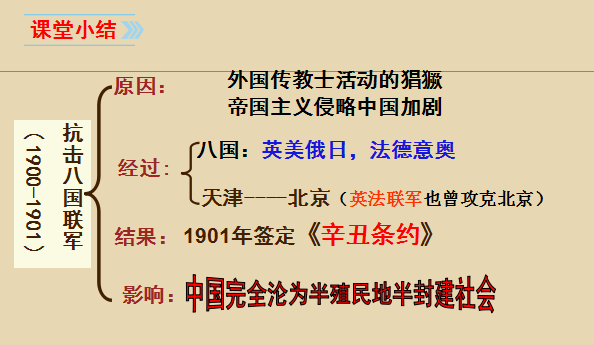 课堂小结
抗击八国联军
（1900-1901）
原因：
外国传教士活动的猖獗
帝国主义侵略中国加剧
经过：
八国：英美俄日，法德意奥
天津----北京（英法联军也曾攻克北京）
结果：1901年签定《辛丑条约》
影响：中国完全沦为半殖民地半封建社会